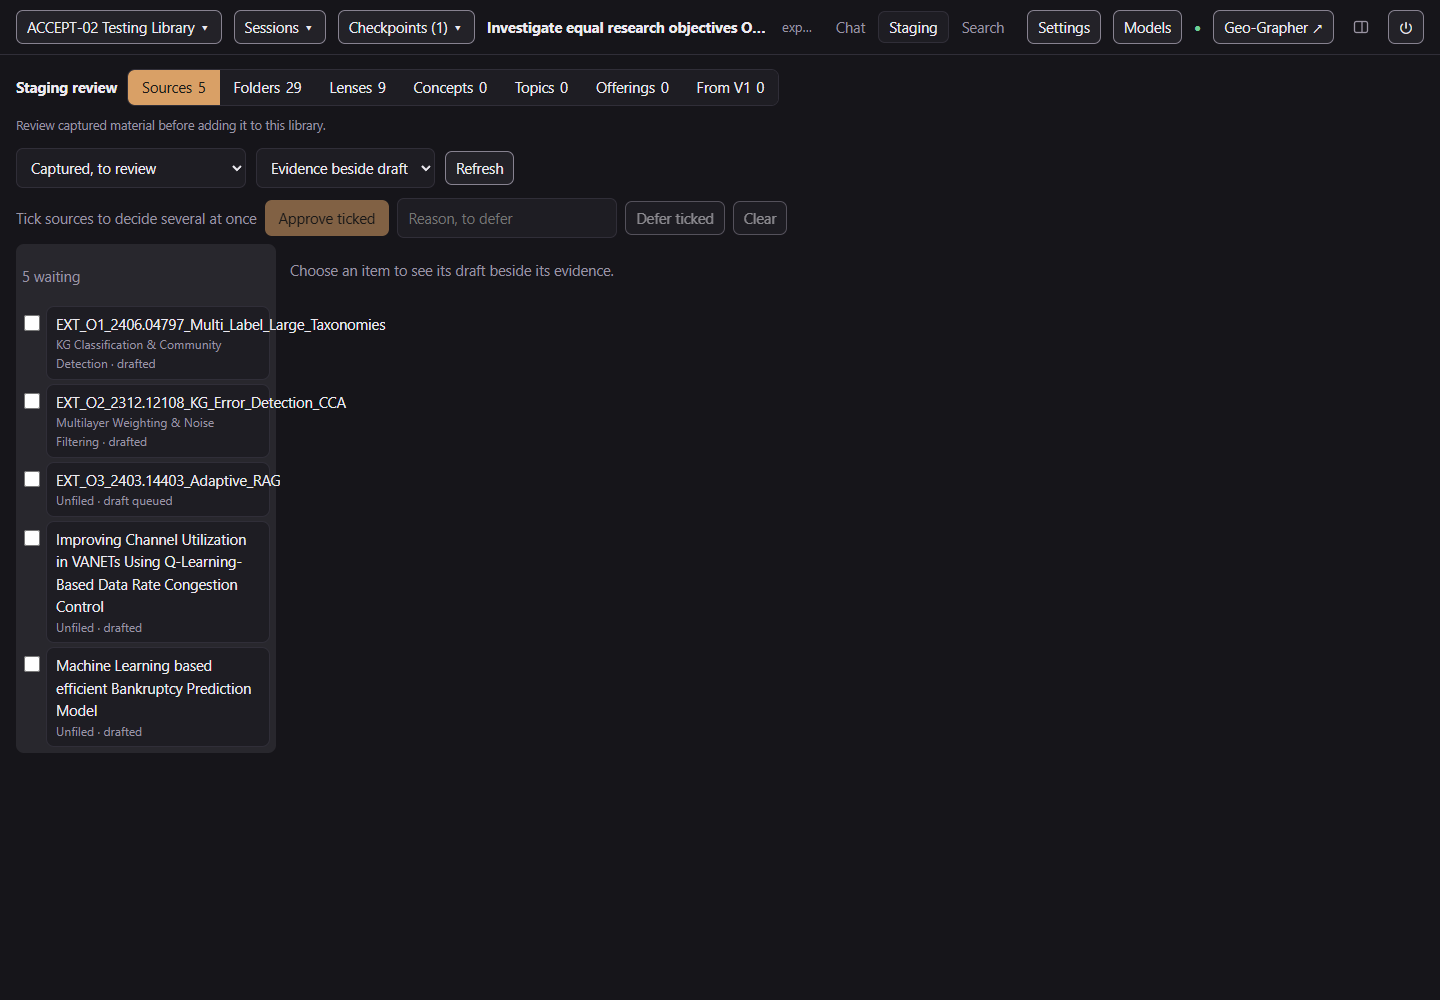 ACCEPT-02 Testing Library ▾ Sessions ▾ Checkpoints (1) ▾ Investigate equal research objectives O... exp... Chat Staging Search Settings Models Geo-Grapher ↗
Staging review Sources 5 Folders 29 Lenses 9 Concepts 0 Topics 0 Offerings 0 From V1 0
Review captured material before adding it to this library.
Captured, to review Evidence beside draft Refresh
Tick sources to decide several at once Approve ticked Reason, to defer Defer ticked Clear
5 waiting
Choose an item to see its draft beside its evidence.
EXT_O1_2406.04797_Multi_Label_Large_Taxonomies
KG Classification & Community
Detection · drafted
EXT_O2_2312.12108_KG_Error_Detection_CCA
Multilayer Weighting & Noise
Filtering · drafted
EXT_O3_2403.14403_Adaptive_RAG
Unfiled · draft queued
Improving Channel Utilization
in VANETs Using Q-Learning-
Based Data Rate Congestion
Control
Unfiled · drafted
Machine Learning based
efficient Bankruptcy Prediction
Model
Unfiled · drafted